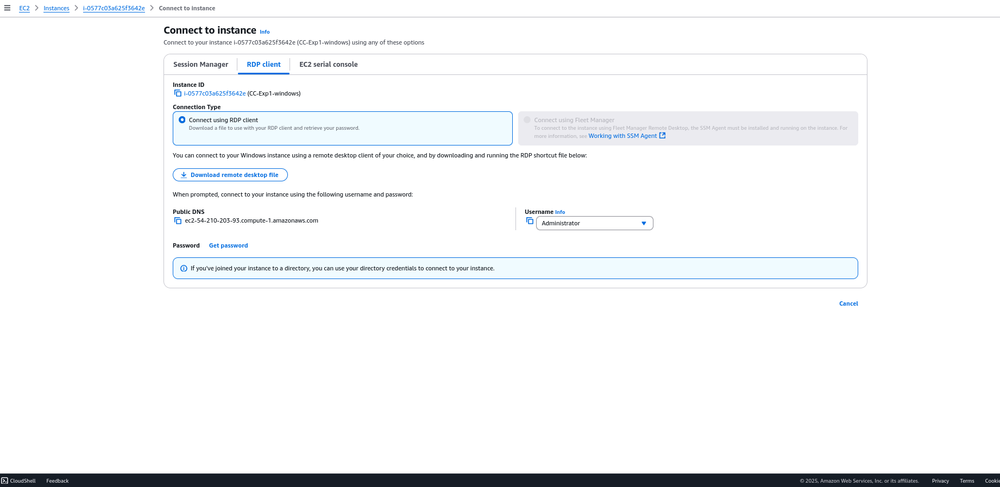 EC2 > Instances > i-0577c03a625f3642e > Connect to instance
Connect to instance Info
Connect to your instance i-0577c03a625f3642e (CC-Exp1-windows) using any of these options
Session Manager
RDP client
EC2 serial console
Instance ID
i-0577c03a625f3642e (CC-Exp1-windows)
Connection Type
Connect using RDP client
Download a file to use with your RDP client and retrieve your password.
Connect using Fleet Manager
To connect to the instance using Fleet Manager Remote Desktop, the SSM Agent must be installed and running on the instance. For
more information, see Working with SSM Agent
You can connect to your Windows instance using a remote desktop client of your choice, and by downloading and running the RDP shortcut file below:
Download remote desktop file
When prompted, connect to your instance using the following username and password:
Public DNS
ec2-54-210-203-93.compute-1.amazonaws.com
Username Info
Administrator
Password Get password
If you've joined your instance to a directory, you can use your directory credentials to connect to your instance.
Cancel
CloudShell Feedback
© 2025, Amazon Web Services, Inc. or its affiliates. Privacy Terms Cookie